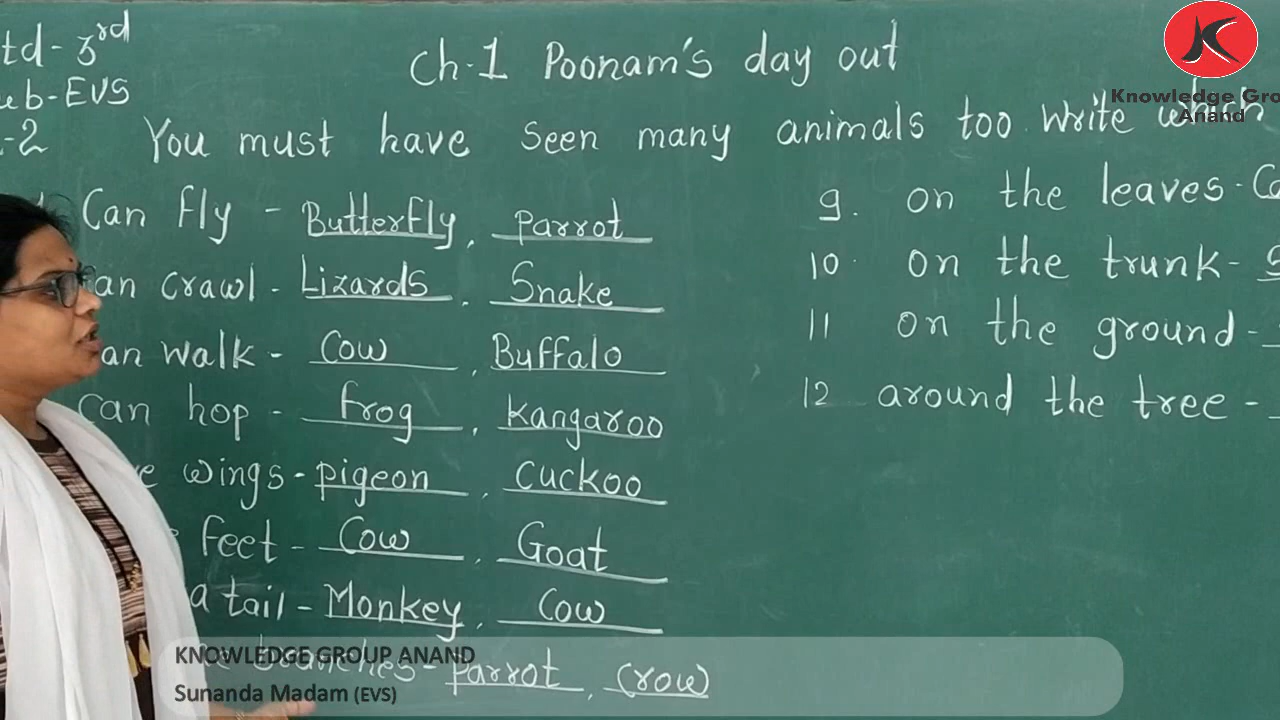 td - 3rd
ub - EVS
-2
Ch-1 Poonam's day out
Knowledge Gro
Anand
You must have seen many animals too. Write which
Can fly - Butterfly, parrot
an crawl - Lizards, Snake
an walk - Cow, Buffalo
Can hop - frog, kangaroo
e wings - pigeon, cuckoo
feet - Cow, Goat
a tail - Monkey, Cow
branches - parrot, Crow
9. on the leaves - Ca
10. on the trunk - S
11 on the ground -
12 around the tree -
KNOWLEDGE GROUP ANAND
Sunanda Madam (EVS)